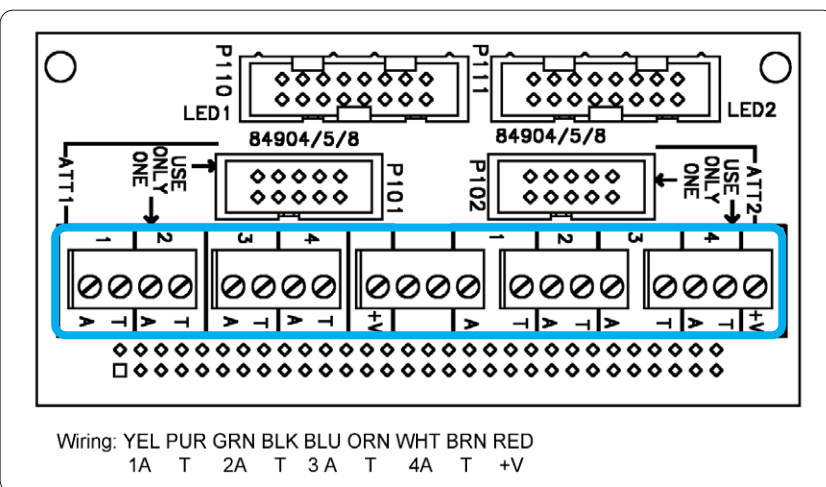 P110
P111
LED1
LED2
84904/5/8
84904/5/8
ATT1
USE
ONLY
ONE
P101
P102
USE
ONLY
ONE
ATT2
1 2 3 4 1 2 3 4
A T A T A T A T +V A T A T A T A T +V
Wiring: YEL PUR GRN BLK BLU ORN WHT BRN RED
1A T 2A T 3 A T 4A T +V